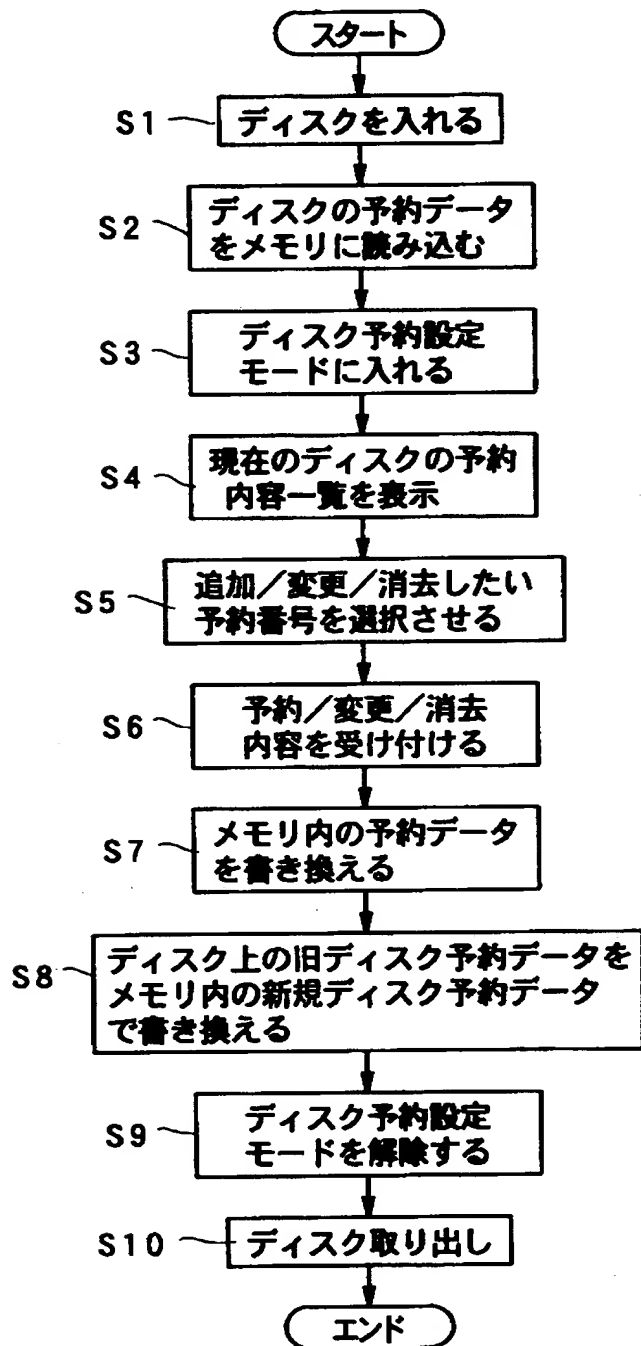 スタート
S1
ディスクを入れる
S2
ディスクの予約データ
をメモリに読み込む
S3
ディスク予約設定
モードに入れる
S4
現在のディスクの予約
内容一覧を表示
S5
追加／変更／消去したい
予約番号を選択させる
S6
予約／変更／消去
内容を受け付ける
S7
メモリ内の予約データ
を書き換える
S8
ディスク上の旧ディスク予約データを
メモリ内の新規ディスク予約データ
で書き換える
S9
ディスク予約設定
モードを解除する
S10
ディスク取り出し
エンド